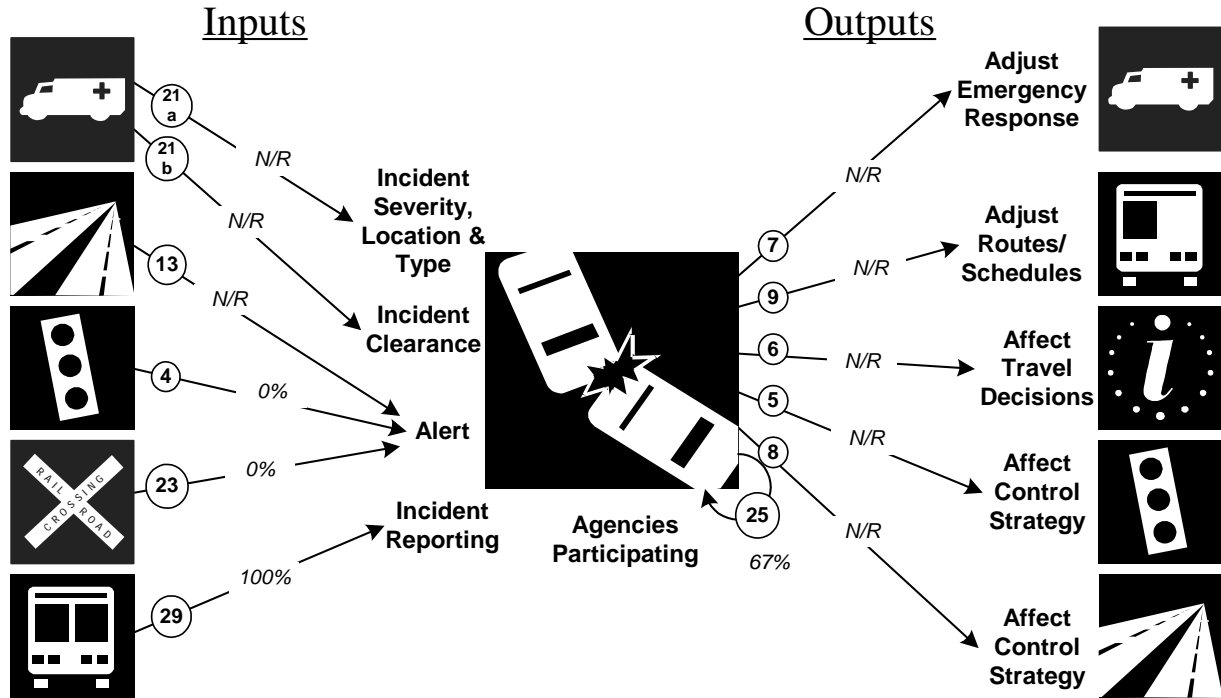 Inputs
Outputs
21
a
21
b
N/R
N/R
13
N/R
4
0%
23
0%
RAIL ROAD
CROSSING
29
100%
Incident
Severity,
Location &
Type
Incident
Clearance
Alert
Incident
Reporting
Agencies
Participating
25
67%
7
N/R
9
N/R
6
N/R
5
N/R
8
N/R
Adjust
Emergency
Response
Adjust
Routes/
Schedules
Affect
Travel
Decisions
i
Affect
Control
Strategy
Affect
Control
Strategy